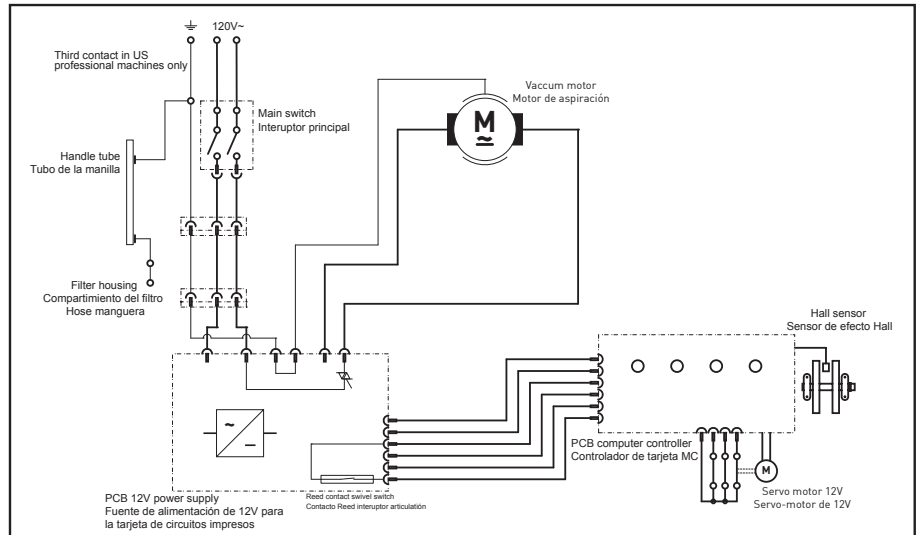 120V~
Third contact in US
professional machines only
Main switch
Interuptor principal
Vaccum motor
Motor de aspiración
M
Handle tube
Tubo de la manilla
Filter housing
Compartimiento del filtro
Hose manguera
Hall sensor
Sensor de efecto Hall
PCB computer controller
Controlador de tarjeta MC
M
Servo motor 12V
Servo-motor de 12V
PCB 12V power supply
Fuente de alimentación de 12V para
la tarjeta de circuitos impresos
Reed contact swivel switch
Contacto Reed interuptor articulatión